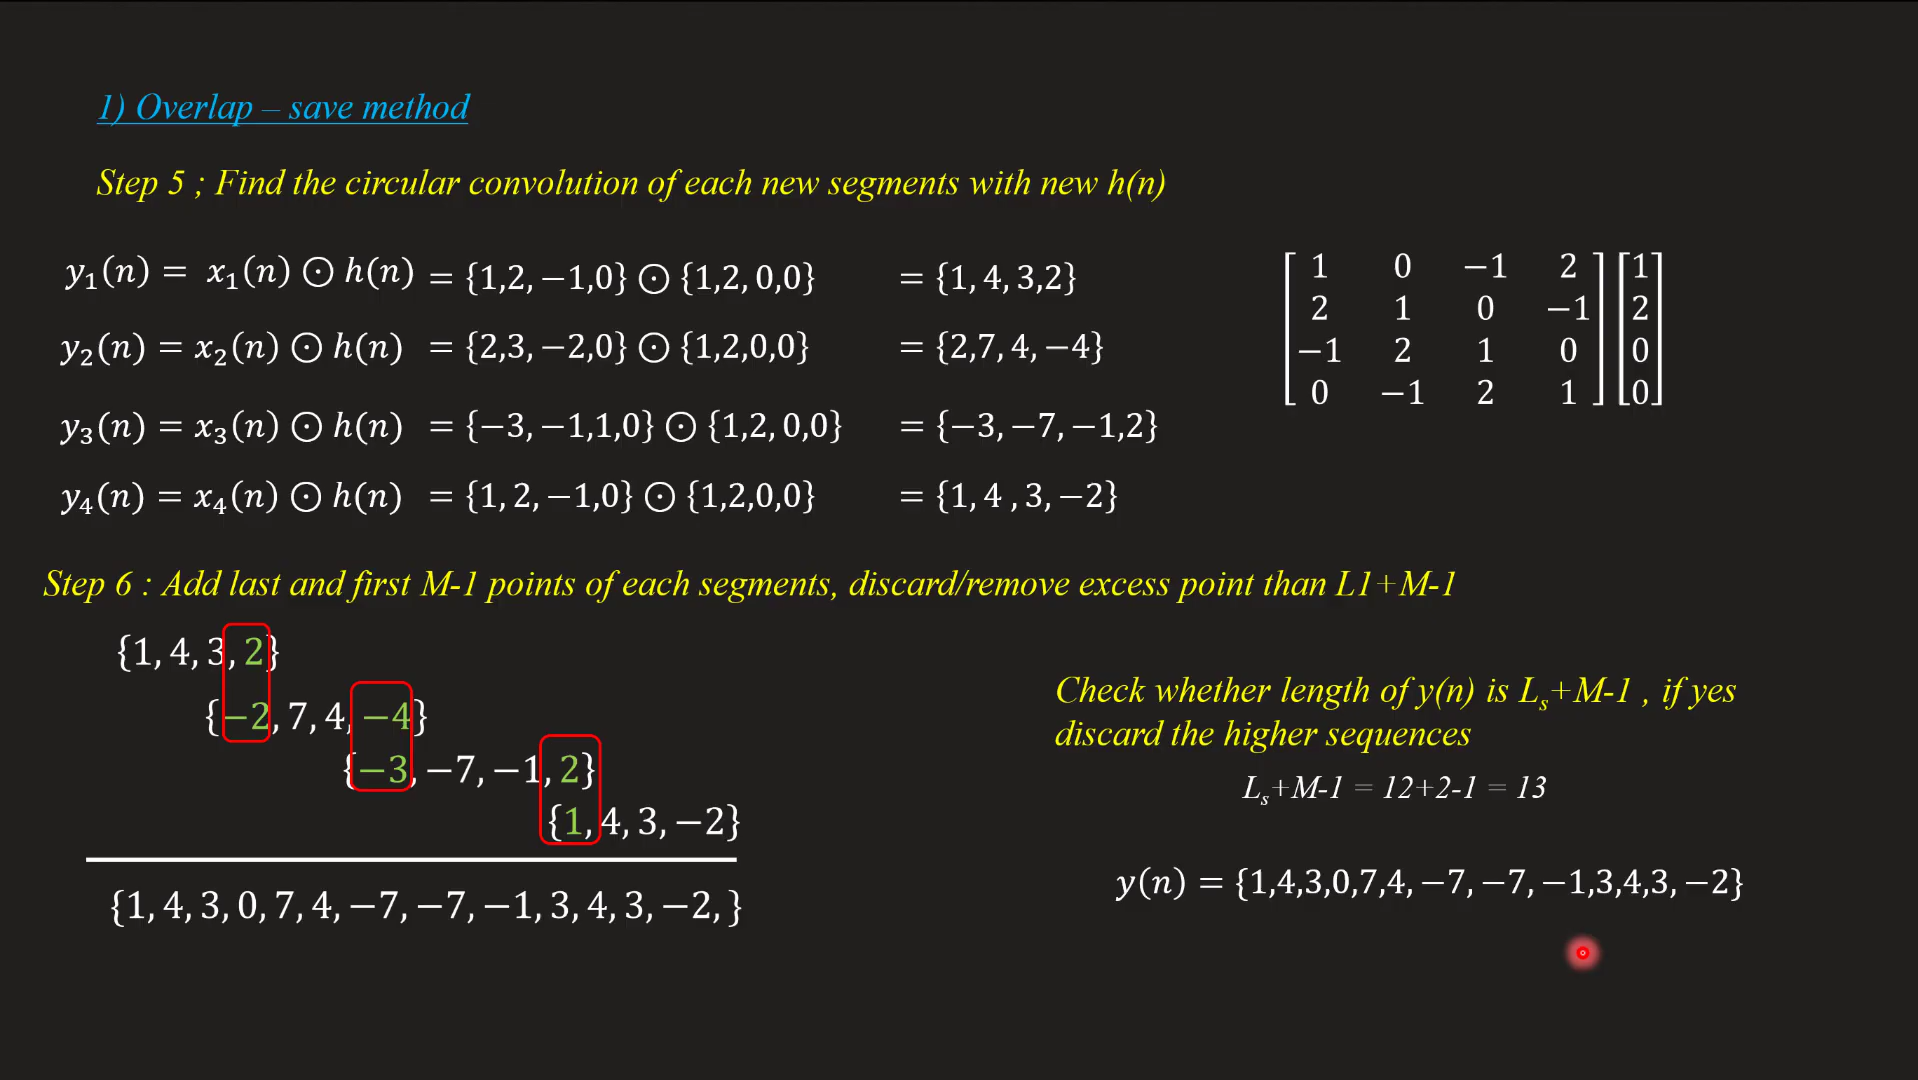 1) Overlap – save method
Step 5 ; Find the circular convolution of each new segments with new h(n)
y₁(n) = x₁(n) ⊙ h(n) = {1,2, −1,0} ⊙ {1,2, 0,0} = {1, 4, 3,2}
y₂(n) = x₂(n) ⊙ h(n) = {2,3, −2,0} ⊙ {1,2,0,0} = {2,7, 4, −4}
y₃(n) = x₃(n) ⊙ h(n) = {−3, −1,1,0} ⊙ {1,2, 0,0} = {−3, −7, −1,2}
y₄(n) = x₄(n) ⊙ h(n) = {1, 2, −1,0} ⊙ {1,2,0,0} = {1, 4 , 3, −2}
1 0 −1 2 1
2 1 0 −1 2
−1 2 1 0 0
0 −1 2 1 0
Step 6 : Add last and first M-1 points of each segments, discard/remove excess point than L1+M-1
{1, 4, 3, 2}
{−2, 7, 4, −4}
{−3, −7, −1, 2}
{1, 4, 3, −2}
{1, 4, 3, 0, 7, 4, −7, −7, −1, 3, 4, 3, −2, }
Check whether length of y(n) is Lₛ+M-1 , if yes
discard the higher sequences
Lₛ+M-1 = 12+2-1 = 13
y(n) = {1,4,3,0,7,4, −7, −7, −1,3,4,3, −2}